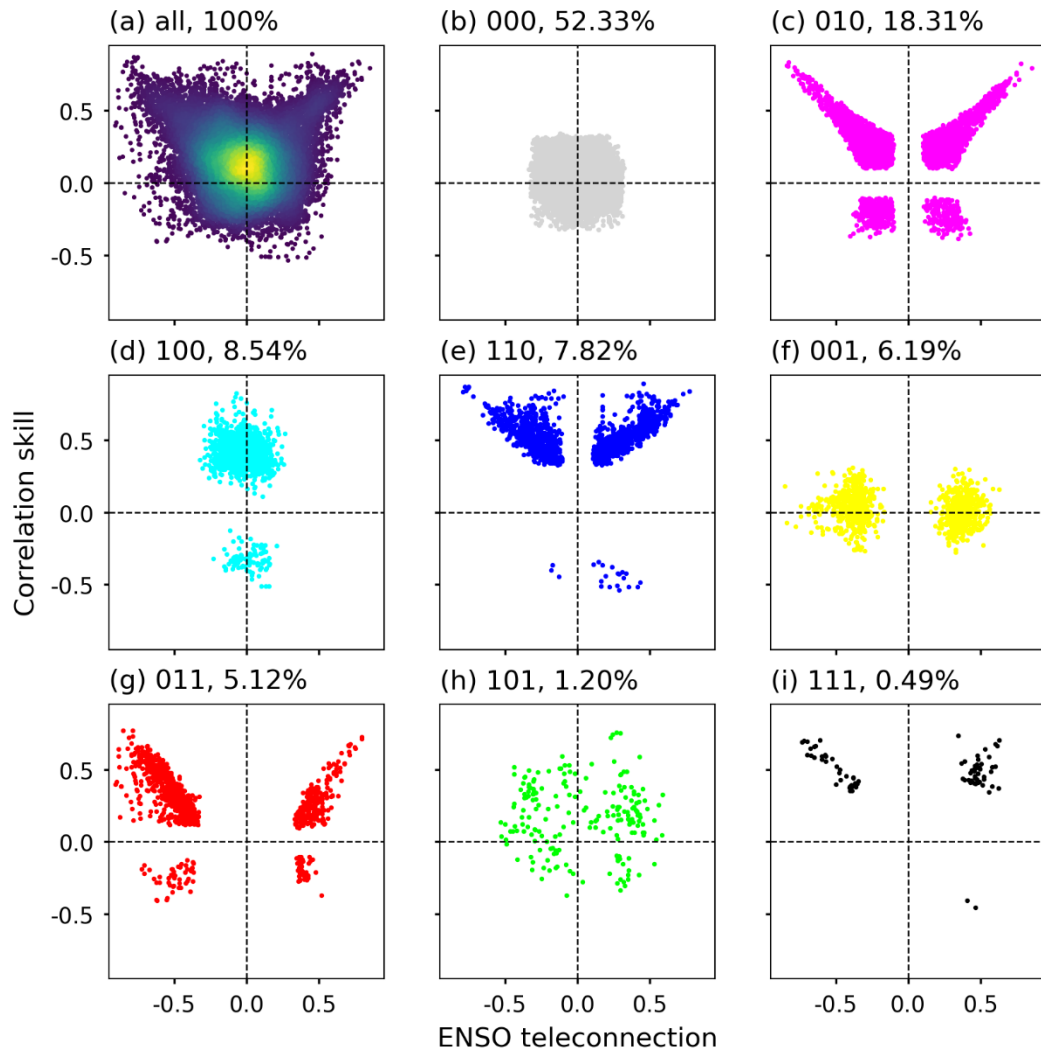 (a) all, 100%
(b) 000, 52.33%
(c) 010, 18.31%
0.5
0.0
-0.5
(d) 100, 8.54%
(e) 110, 7.82%
(f) 001, 6.19%
Correlation skill
0.5
0.0
-0.5
(g) 011, 5.12%
(h) 101, 1.20%
(i) 111, 0.49%
0.5
0.0
-0.5
-0.5 0.0 0.5
-0.5 0.0 0.5
-0.5 0.0 0.5
ENSO teleconnection